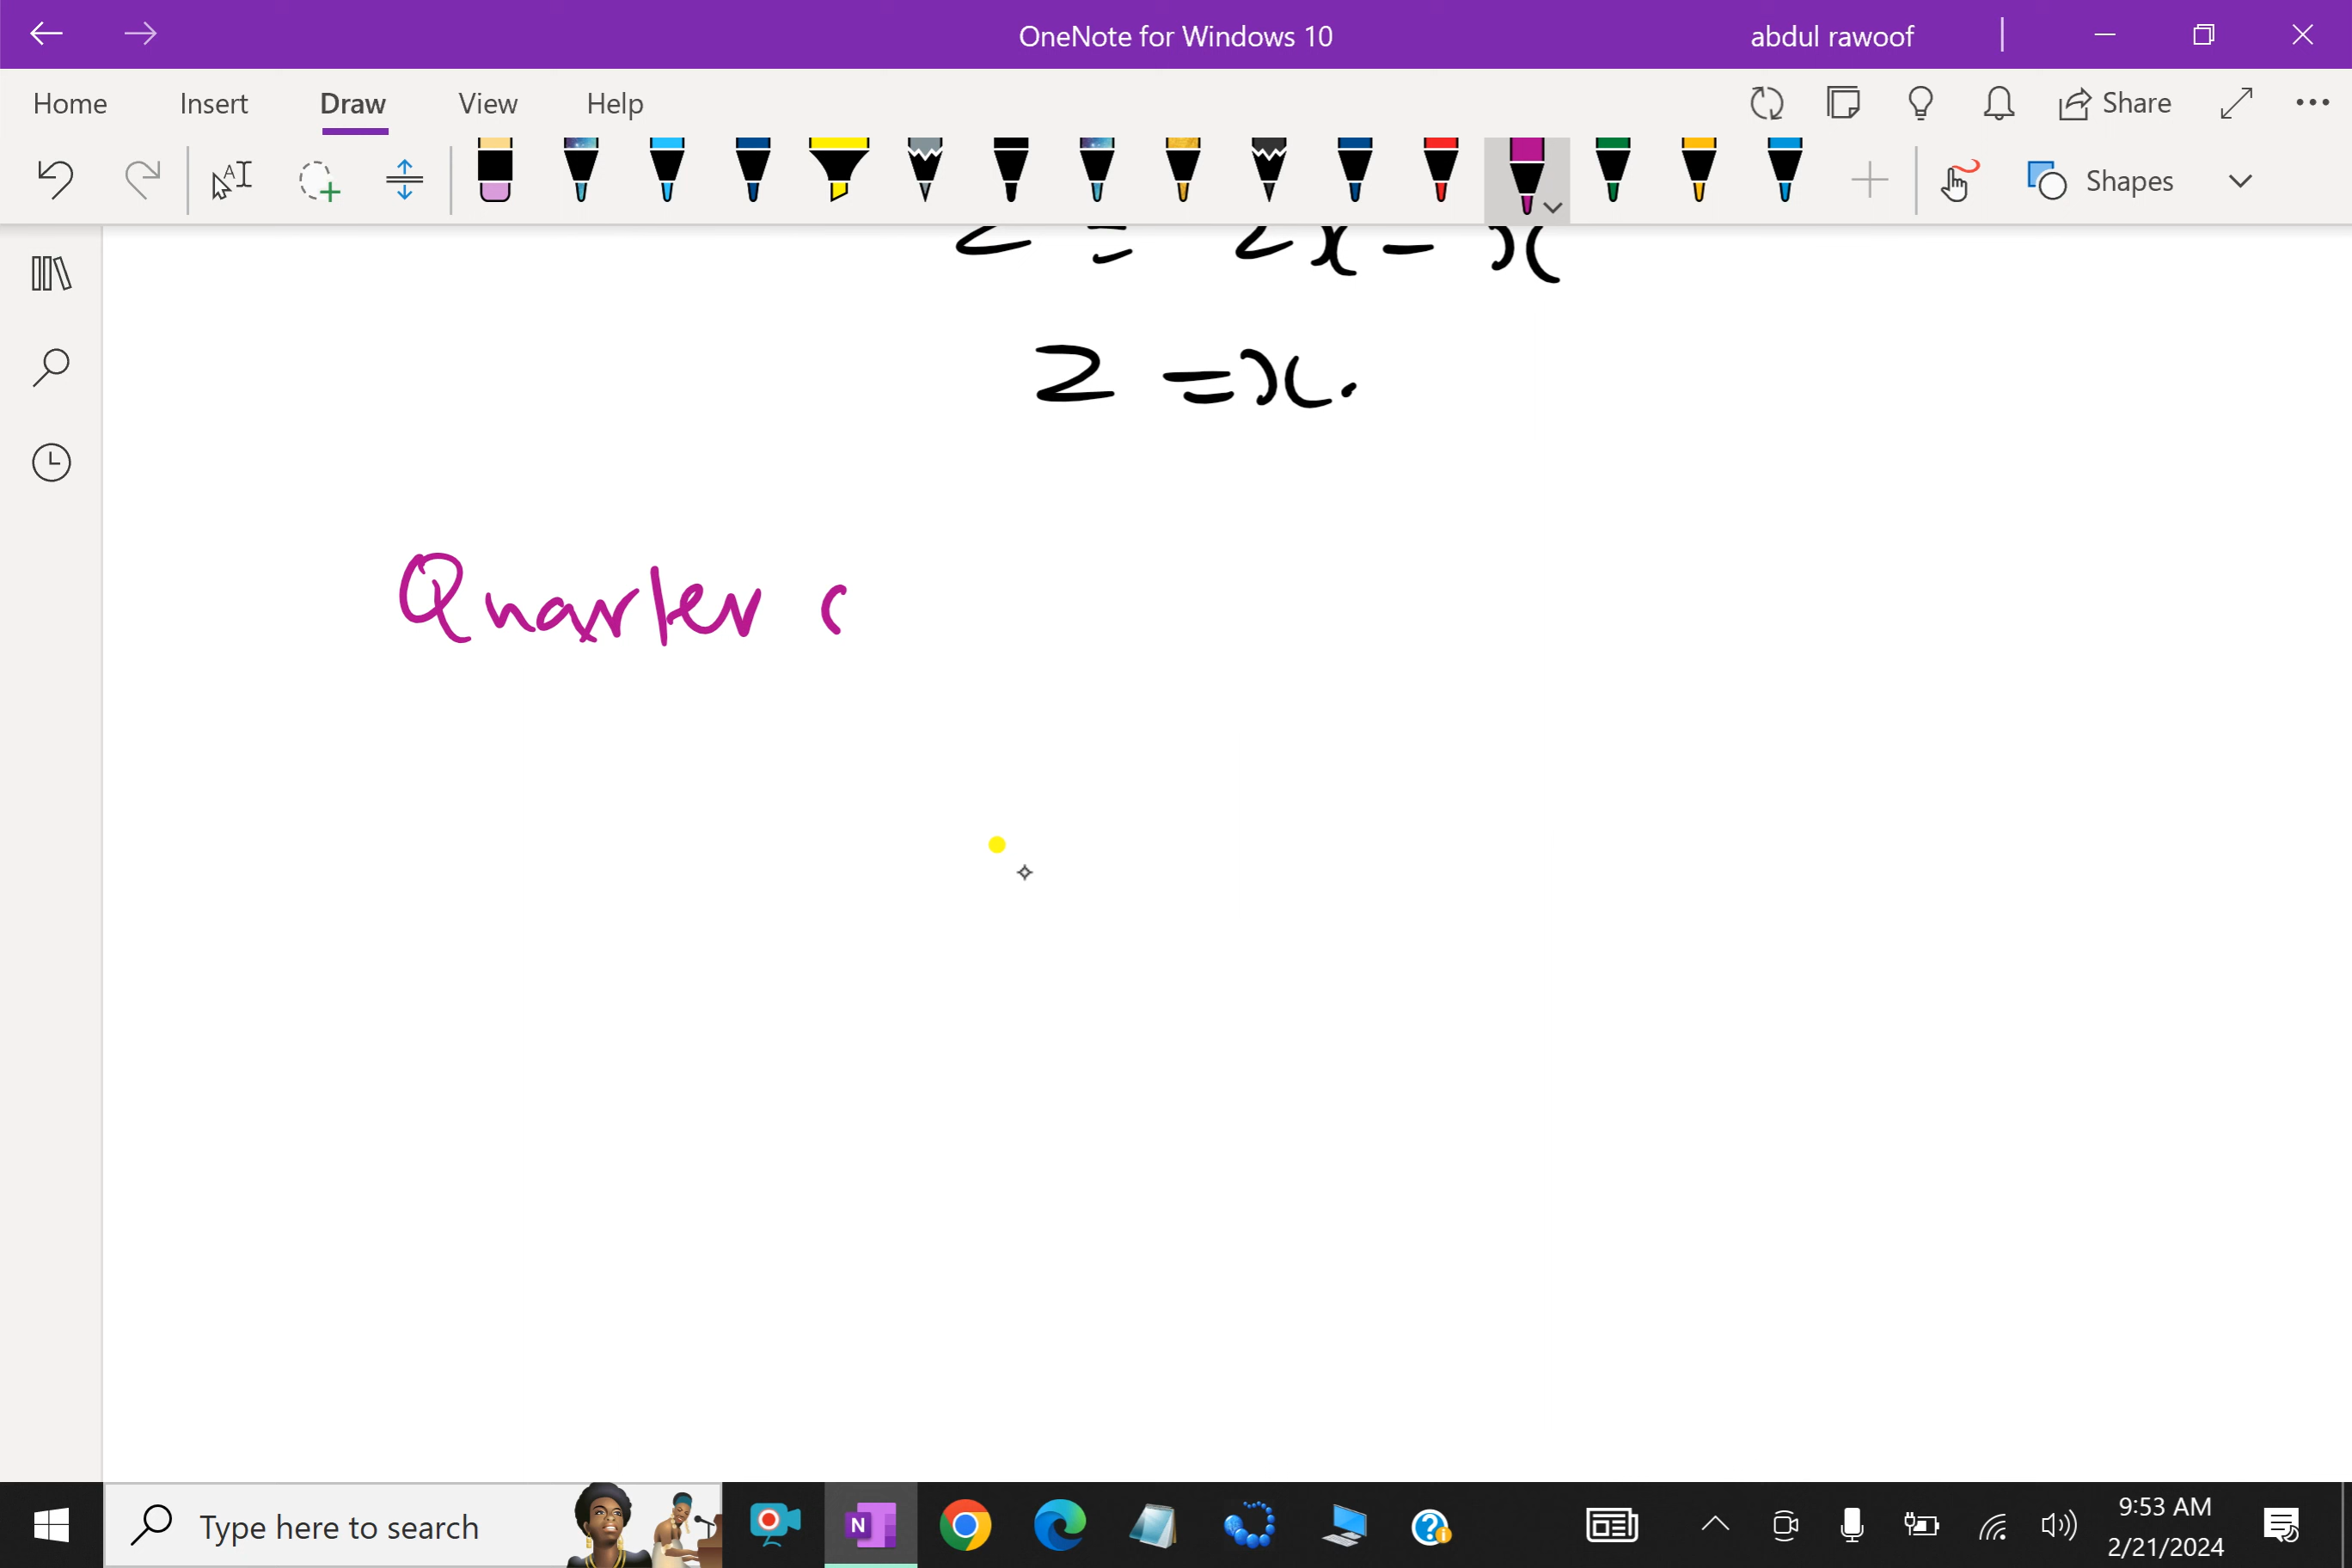 OneNote for Windows 10 abdul rawoof
Home Insert Draw View Help Share
Shapes
2 = 2x - x
2 = x.
Quarter
Type here to search 9:53 AM
2/21/2024